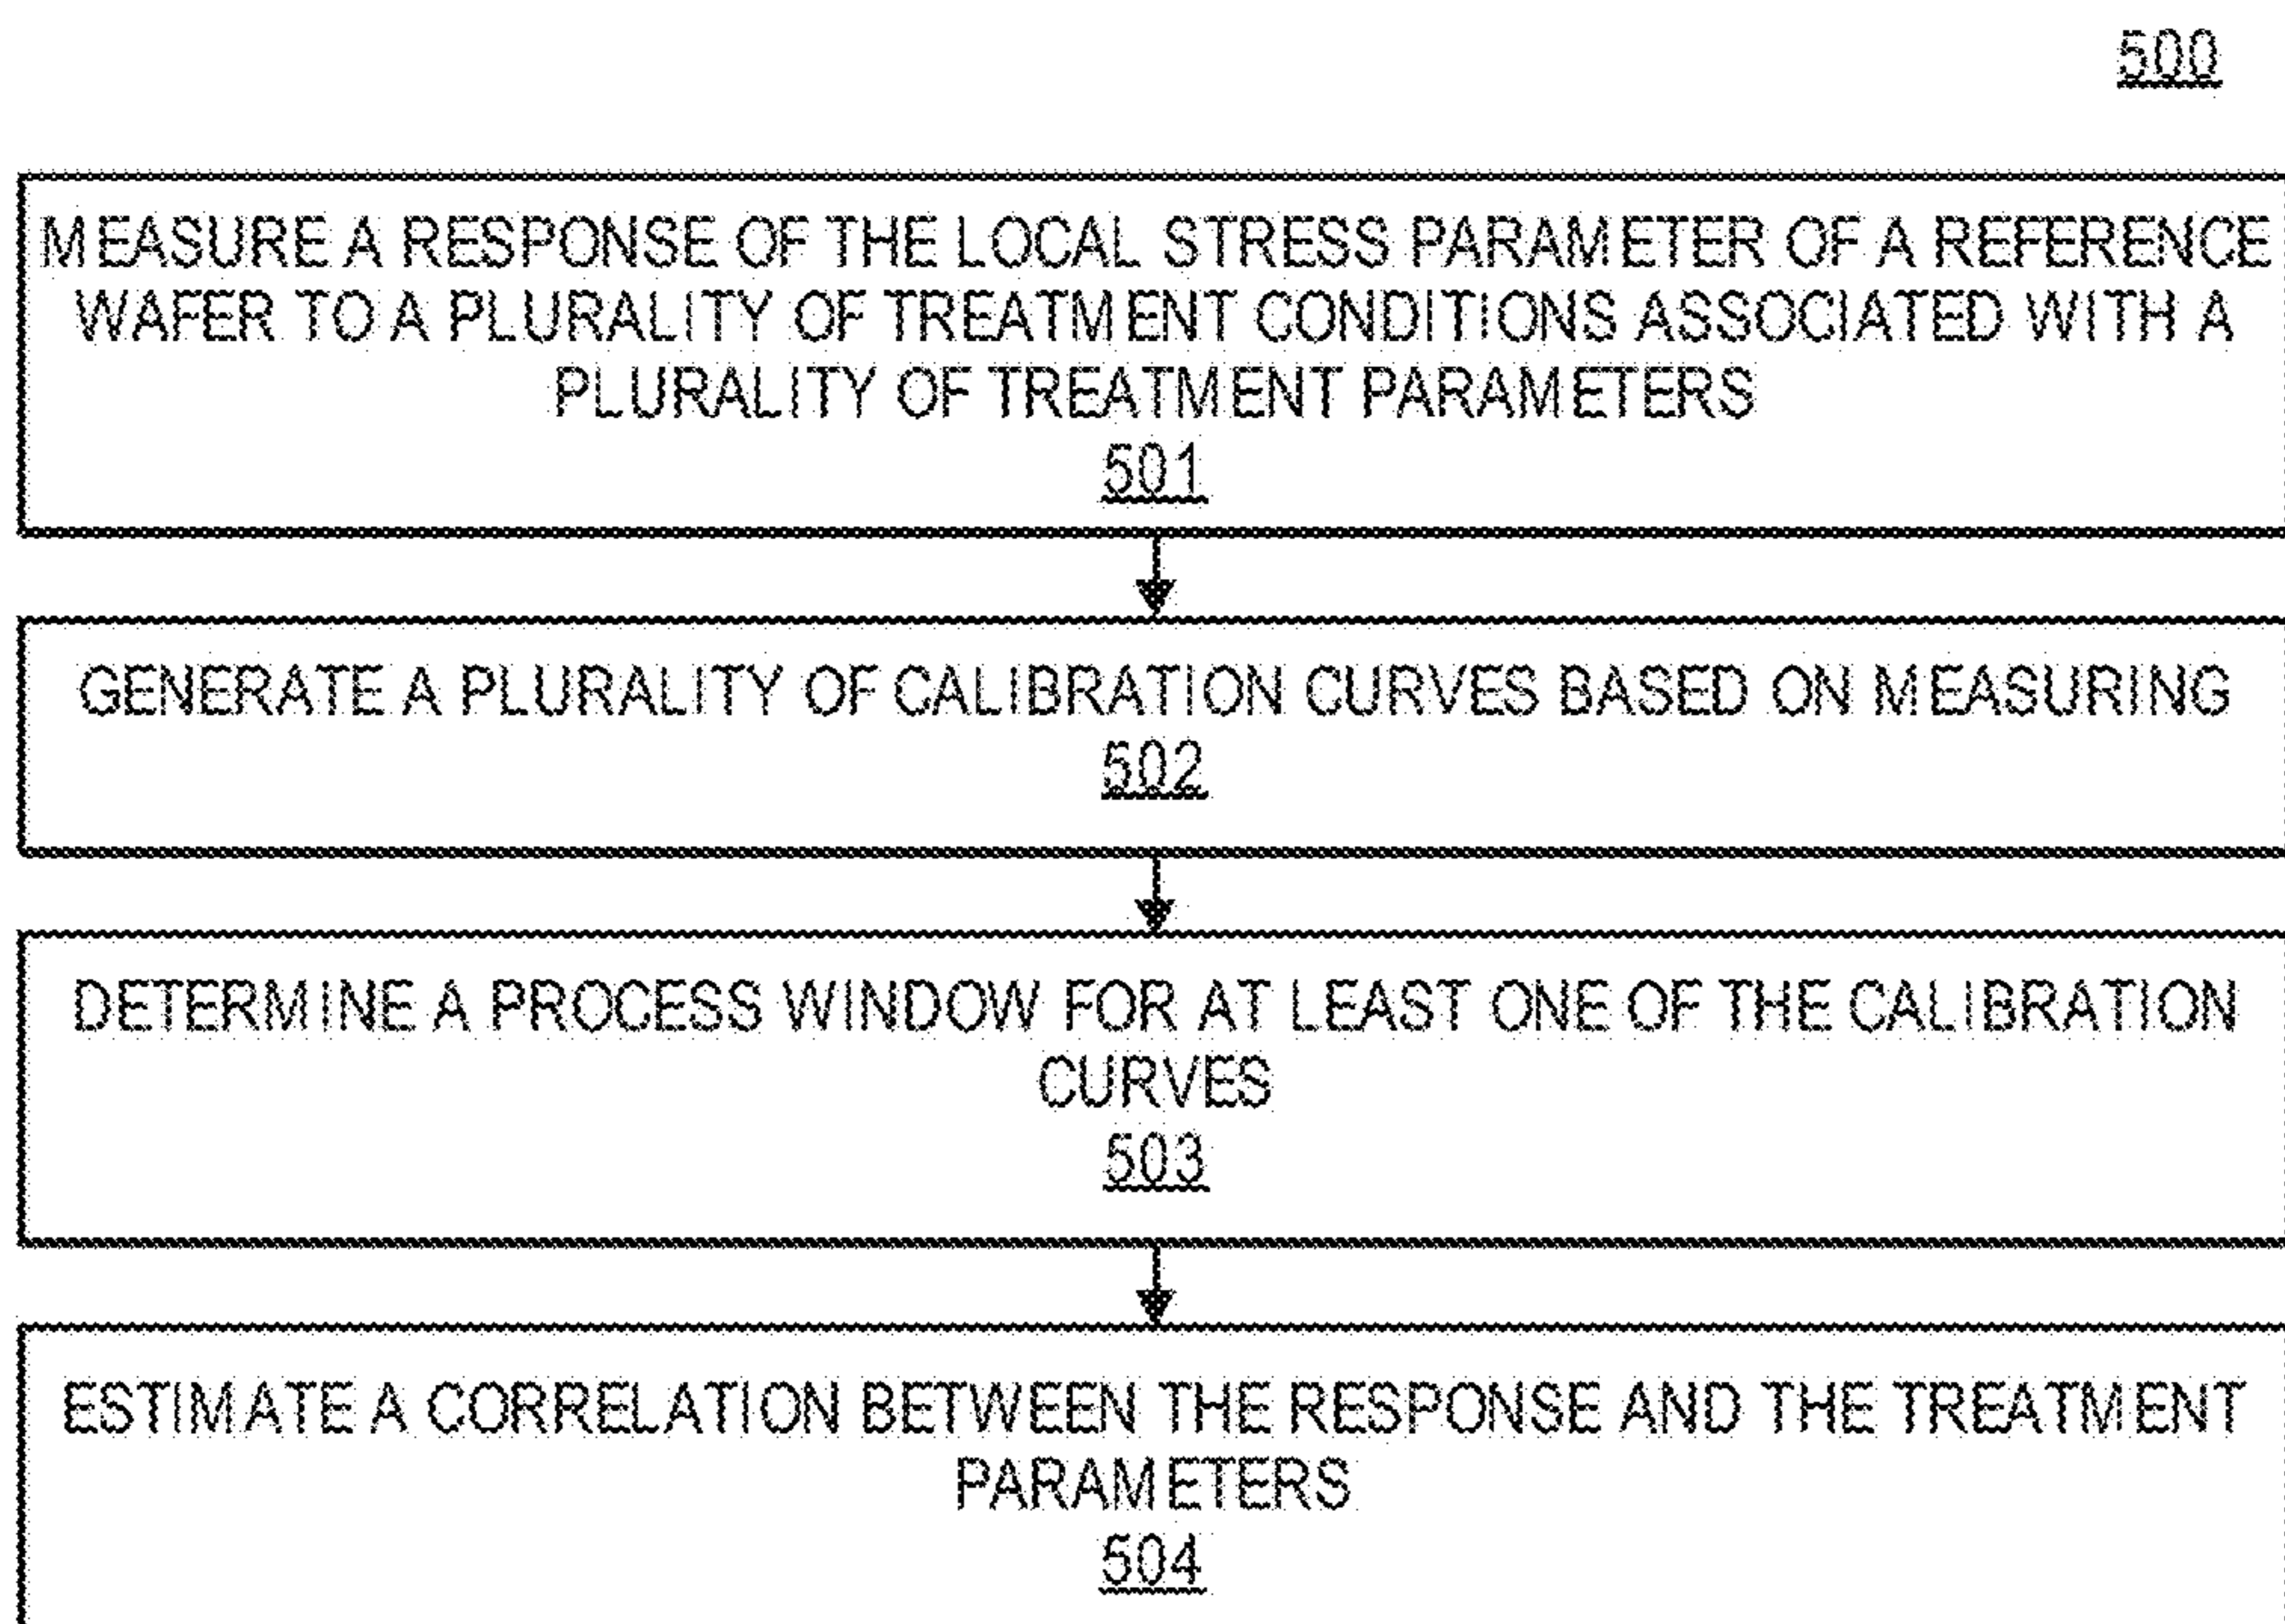 500
MEASURE A RESPONSE OF THE LOCAL STRESS PARAMETER OF A REFERENCE
WAFER TO A PLURALITY OF TREATMENT CONDITIONS ASSOCIATED WITH A
PLURALITY OF TREATMENT PARAMETERS
501
GENERATE A PLURALITY OF CALIBRATION CURVES BASED ON MEASURING
502
DETERMINE A PROCESS WINDOW FOR AT LEAST ONE OF THE CALIBRATION
CURVES
503
ESTIMATE A CORRELATION BETWEEN THE RESPONSE AND THE TREATMENT
PARAMETERS
504